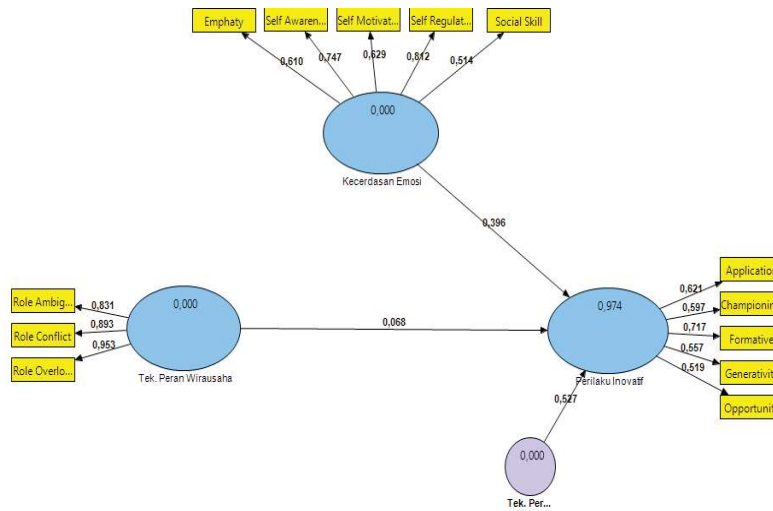 Emphaty
Self Awaren...
Self Motivat...
Self Regulat...
Social Skill
0,610
0,747
0,629
0,812
0,514
0,000
Kecerdasan Emosi
0,396
Role Ambig...
Role Conflict
Role Overlo...
0,831
0,893
0,953
0,000
Tek. Peran Wirausaha
0,068
0,974
Perilaku Inovatif
0,621
0,597
0,717
0,557
0,519
Application
Championin
Formative
Generativit
Opportunit
0,527
0,000
Tek. Per...